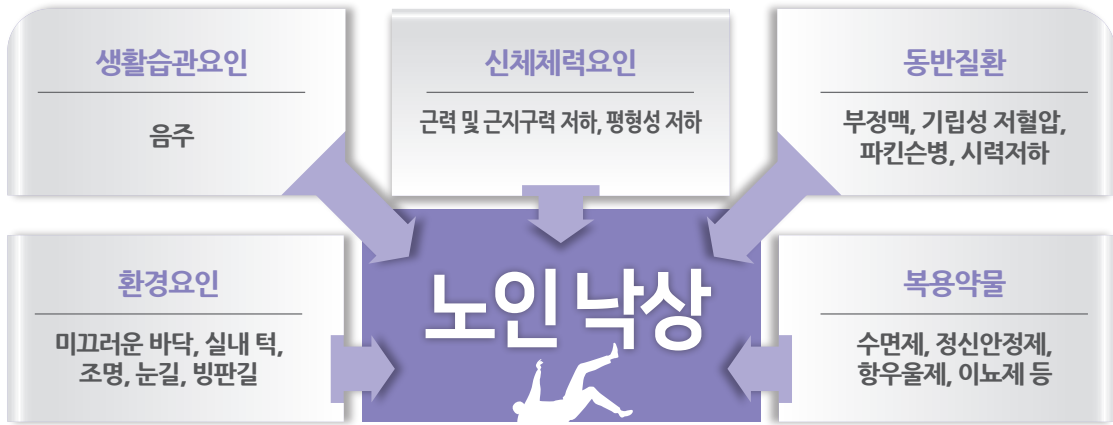 생활습관요인
음주
신체체력요인
근력 및 근지구력 저하, 평형성 저하
동반질환
부정맥, 기립성 저혈압,
파킨슨병, 시력저하
환경요인
미끄러운 바닥, 실내 턱,
조명, 눈길, 빙판길
노인 낙상
복용약물
수면제, 정신안정제,
항우울제, 이뇨제 등